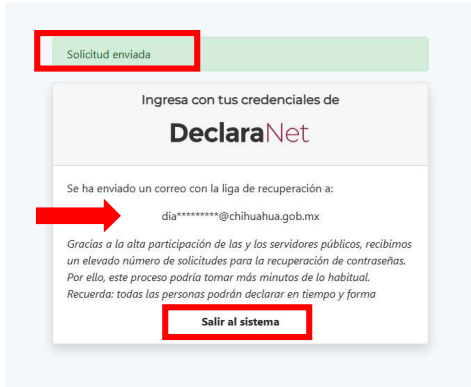 Solicitud enviada
Ingresa con tus credenciales de
DeclaraNet
Se ha enviado un correo con la liga de recuperación a:
dia*********@chihuahua.gob.mx
Gracias a la alta participación de las y los servidores públicos, recibimos
un elevado número de solicitudes para la recuperación de contraseñas.
Por ello, este proceso podría tomar más minutos de lo habitual.
Recuerda: todas las personas podrán declarar en tiempo y forma
Salir al sistema